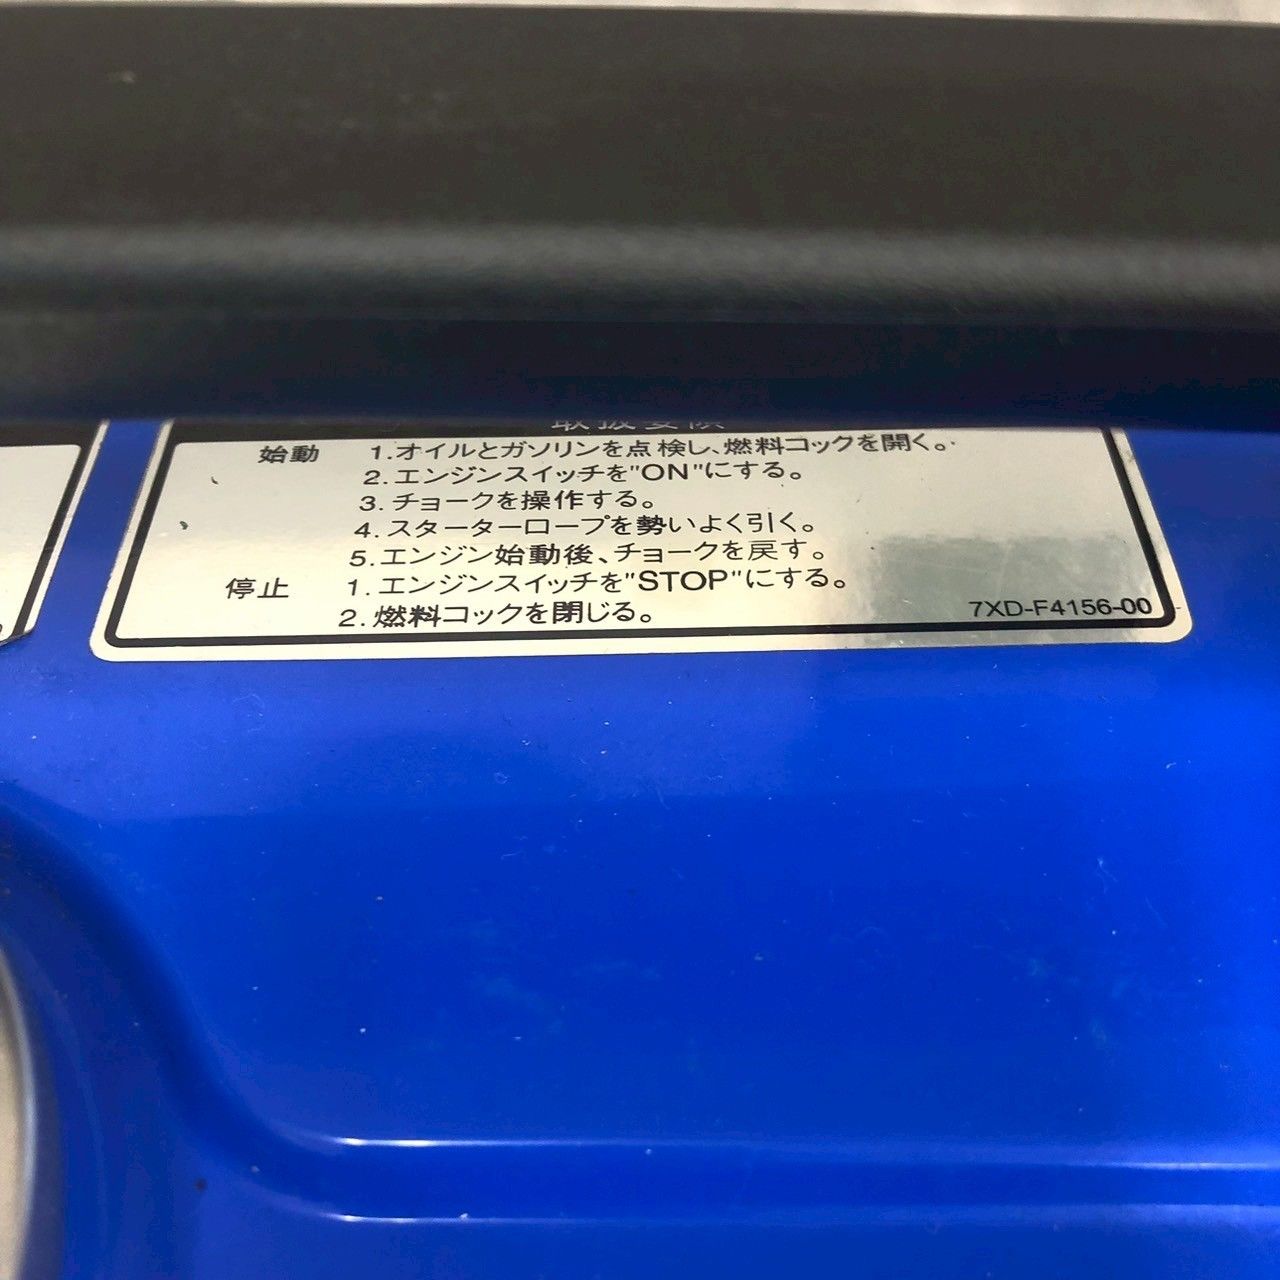 取扱要領
始動 1.オイルとガソリンを点検し、燃料コックを開く。
2.エンジンスイッチを"ON"にする。
3.チョークを操作する。
4.スターターロープを勢いよく引く。
5.エンジン始動後、チョークを戻す。
停止 1.エンジンスイッチを"STOP"にする。
2.燃料コックを閉じる。
7XD-F4156-00